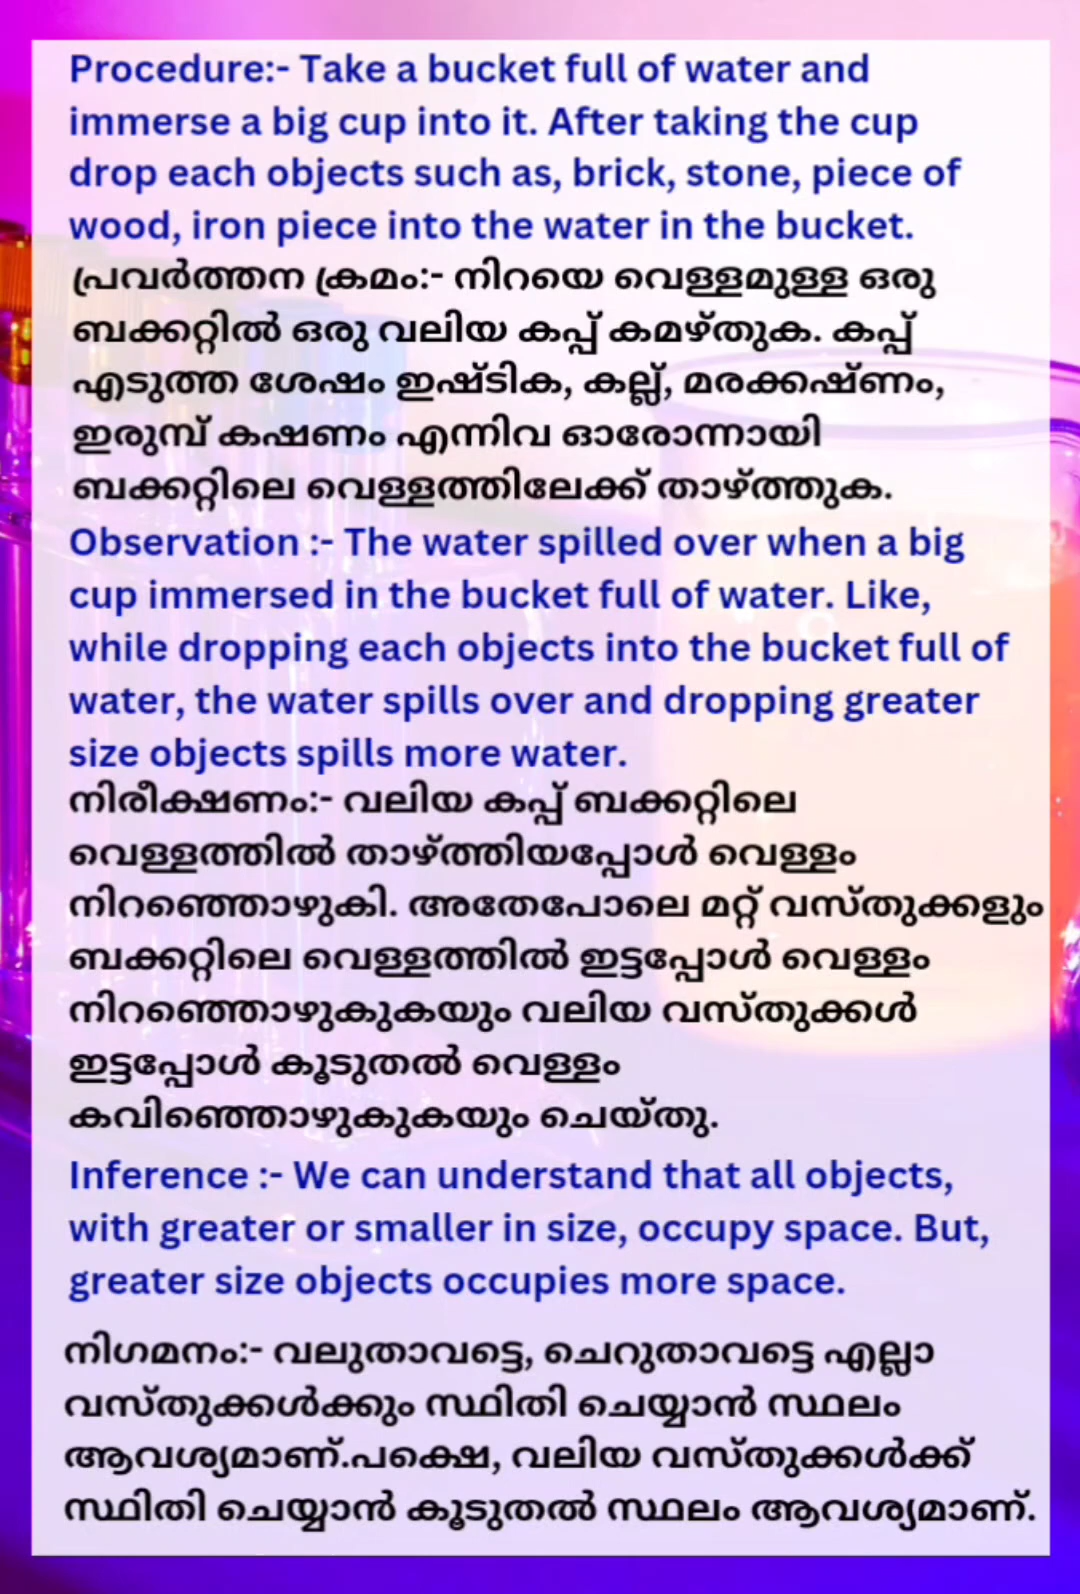 Procedure:- Take a bucket full of water and
immerse a big cup into it. After taking the cup
drop each objects such as, brick, stone, piece of
wood, iron piece into the water in the bucket.
പ്രവർത്തന ക്രമം:- നിറയെ വെള്ളമുള്ള ഒരു
ബക്കറ്റിൽ ഒരു വലിയ കപ്പ് കമഴ്തുക. കപ്പ്
എടുത്ത ശേഷം ഇഷ്ടിക, കല്ല്, മരക്കഷ്ണം,
ഇരുമ്പ് കഷണം എന്നിവ ഓരോന്നായി
ബക്കറ്റിലെ വെള്ളത്തിലേക്ക് താഴ്ത്തുക.
Observation :- The water spilled over when a big
cup immersed in the bucket full of water. Like,
while dropping each objects into the bucket full of
water, the water spills over and dropping greater
size objects spills more water.
നിരീക്ഷണം:- വലിയ കപ്പ് ബക്കറ്റിലെ
വെള്ളത്തിൽ താഴ്ത്തിയപ്പോൾ വെള്ളം
നിറഞ്ഞൊഴുകി. അതേപോലെ മറ്റ് വസ്തുക്കളും
ബക്കറ്റിലെ വെള്ളത്തിൽ ഇട്ടപ്പോൾ വെള്ളം
നിറഞ്ഞൊഴുകുകയും വലിയ വസ്തുക്കൾ
ഇട്ടപ്പോൾ കൂടുതൽ വെള്ളം
കവിഞ്ഞൊഴുകുകയും ചെയ്തു.
Inference :- We can understand that all objects,
with greater or smaller in size, occupy space. But,
greater size objects occupies more space.
നിഗമനം:- വലുതാവട്ടെ, ചെറുതാവട്ടെ എല്ലാ
വസ്തുക്കൾക്കും സ്ഥിതി ചെയ്യാൻ സ്ഥലം
ആവശ്യമാണ്.പക്ഷെ, വലിയ വസ്തുക്കൾക്ക്
സ്ഥിതി ചെയ്യാൻ കൂടുതൽ സ്ഥലം ആവശ്യമാണ്.